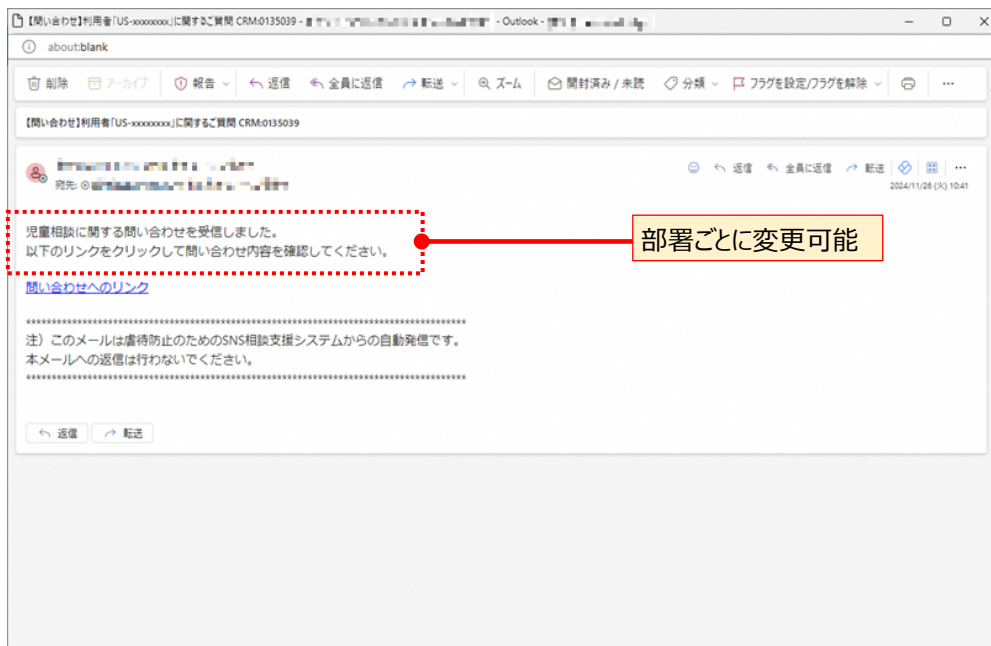 【問い合わせ】利用者「US-xxxxxxxx」に関するご質問 CRM:0135039 - - Outlook -
about:blank
削除 アーカイブ 報告 返信 全員に返信 転送 ズーム 開封済み / 未読 分類 フラグを設定/フラグを解除 ...
【問い合わせ】利用者「US-xxxxxxxx」に関するご質問 CRM:0135039
返信 全員に返信 転送 ...
宛先:
2024/11/26 (火) 10:41
児童相談に関する問い合わせを受信しました。
以下のリンクをクリックして問い合わせ内容を確認してください。
部署ごとに変更可能
問い合わせへのリンク
****************************************************************************************
注）このメールは虐待防止のためのSNS相談支援システムからの自動発信です。
本メールへの返信は行わないでください。
****************************************************************************************
返信 転送